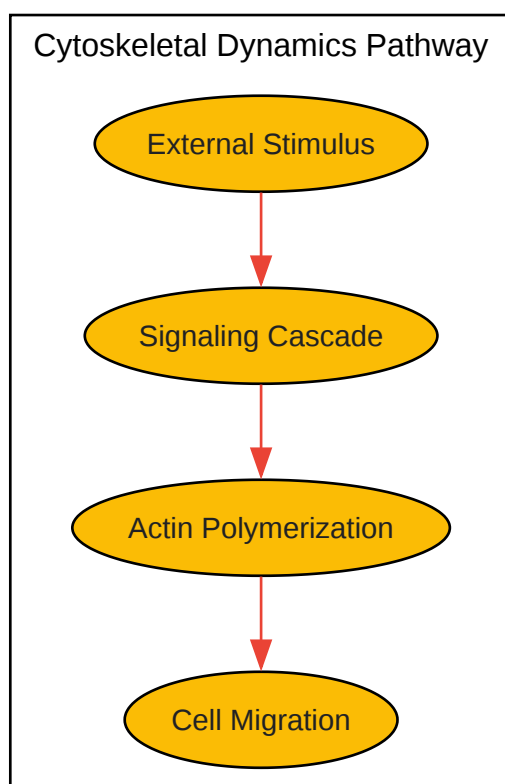 Cytoskeletal Dynamics Pathway
External Stimulus
Signaling Cascade
Actin Polymerization
Cell Migration